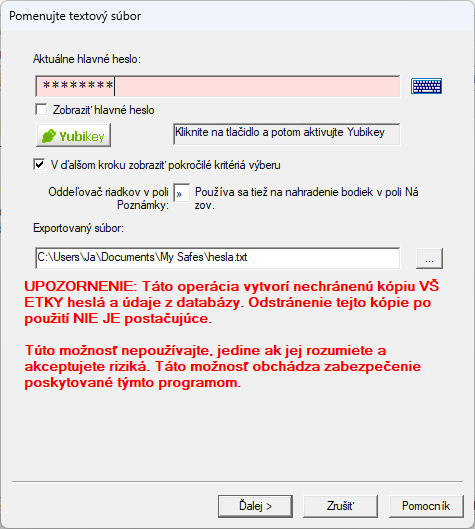 Pomenujte textový súbor
Aktuálne hlavné heslo:
********
Zobraziť hlavné heslo
Yubikey
Kliknite na tlačidlo a potom aktivujte Yubikey
V ďalšom kroku zobraziť pokročilé kritériá výberu
Oddeľovač riadkov v poli
Poznámky:
»
Používa sa tiež na nahradenie bodiek v poli Ná
zov.
Exportovaný súbor:
C:\Users\Ja\Documents\My Safes\hesla.txt
...
UPOZORNENIE: Táto operácia vytvorí nechránenú kópiu VŠ
ETKY heslá a údaje z databázy. Odstránenie tejto kópie po
použití NIE JE postačujúce.
Túto možnosť nepoužívajte, jedine ak jej rozumiete a
akceptujete riziká. Táto možnosť obchádza zabezpečenie
poskytované týmto programom.
Ďalej >
Zrušiť
Pomocník